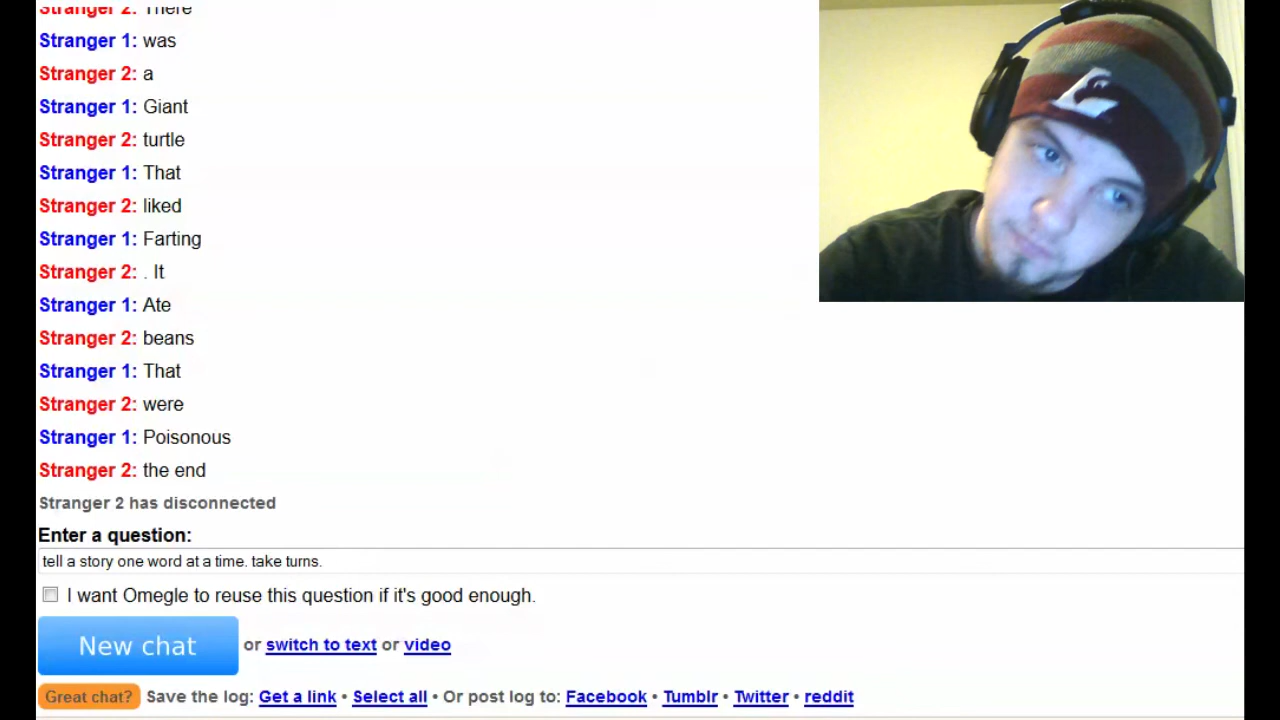 Stranger 2: There
Stranger 1: was
Stranger 2: a
Stranger 1: Giant
Stranger 2: turtle
Stranger 1: That
Stranger 2: liked
Stranger 1: Farting
Stranger 2: . It
Stranger 1: Ate
Stranger 2: beans
Stranger 1: That
Stranger 2: were
Stranger 1: Poisonous
Stranger 2: the end
Stranger 2 has disconnected
Enter a question:
tell a story one word at a time. take turns.
I want Omegle to reuse this question if it's good enough.
New chat or switch to text or video
Great chat? Save the log: Get a link • Select all • Or post log to: Facebook • Tumblr • Twitter • reddit